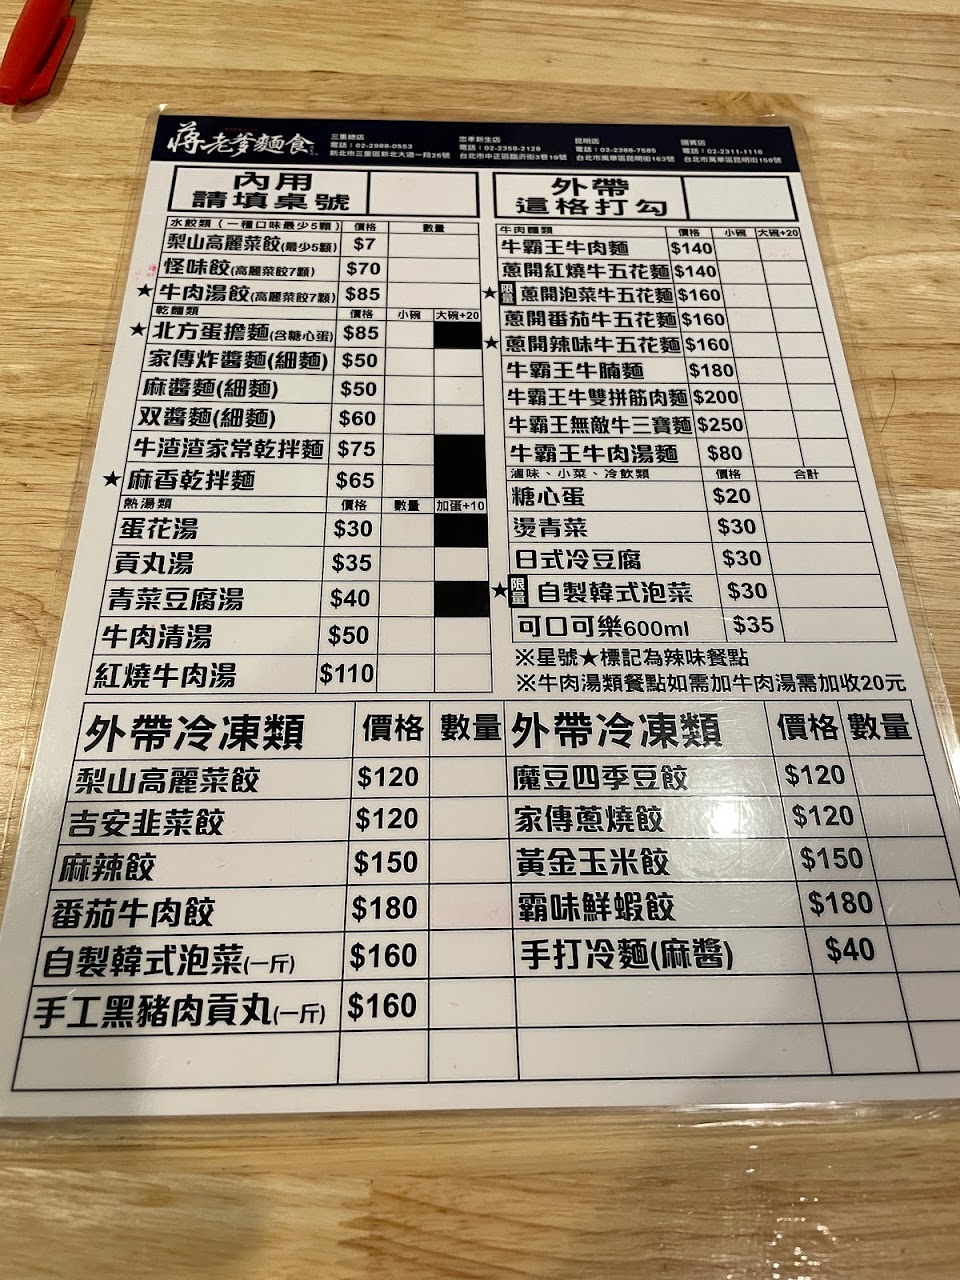 蔣老爹麵食
三重總店
電話：02-2988-0553
新北市三重區新北大道一段26號
忠孝新生店
電話：02-2358-2128
台北市中正區臨沂街3巷10號
昆明店
電話：02-2388-7585
台北市萬華區昆明街163號
國賓店
電話：02-2311-1116
台北市萬華區昆明街158號
內用
請填桌號
水餃類（一種口味最少5顆） 價格 數量
梨山高麗菜餃(最少5顆) $7
怪味餃(高麗菜餃7顆) $70
★牛肉湯餃(高麗菜餃7顆) $85
乾麵類 價格 小碗 大碗+20
★北方蛋擔麵(含糖心蛋) $85
家傳炸醬麵(細麵) $50
麻醬麵(細麵) $50
双醬麵(細麵) $60
牛渣渣家常乾拌麵 $75
★麻香乾拌麵 $65
熱湯類 價格 數量 加蛋+10
蛋花湯 $30
貢丸湯 $35
青菜豆腐湯 $40
牛肉清湯 $50
紅燒牛肉湯 $110
外帶
這格打勾
牛肉麵類 價格 小碗 大碗+20
牛霸王牛肉麵 $140
蔥開紅燒牛五花麵 $140
★限量 蔥開泡菜牛五花麵 $160
蔥開番茄牛五花麵 $160
★蔥開辣味牛五花麵 $160
牛霸王牛腩麵 $180
牛霸王牛雙拼筋肉麵 $200
牛霸王無敵牛三寶麵 $250
牛霸王牛肉湯麵 $80
滷味、小菜、冷飲類 價格 合計
糖心蛋 $20
燙青菜 $30
日式冷豆腐 $30
★限量 自製韓式泡菜 $30
可口可樂600ml $35
※星號★標記為辣味餐點
※牛肉湯類餐點如需加牛肉湯需加收20元
外帶冷凍類 價格 數量 外帶冷凍類 價格 數量
梨山高麗菜餃 $120 魔豆四季豆餃 $120
吉安韭菜餃 $120 家傳蔥燒餃 $120
麻辣餃 $150 黃金玉米餃 $150
番茄牛肉餃 $180 霸味鮮蝦餃 $180
自製韓式泡菜(一斤) $160 手打冷麵(麻醬) $40
手工黑豬肉貢丸(一斤) $160